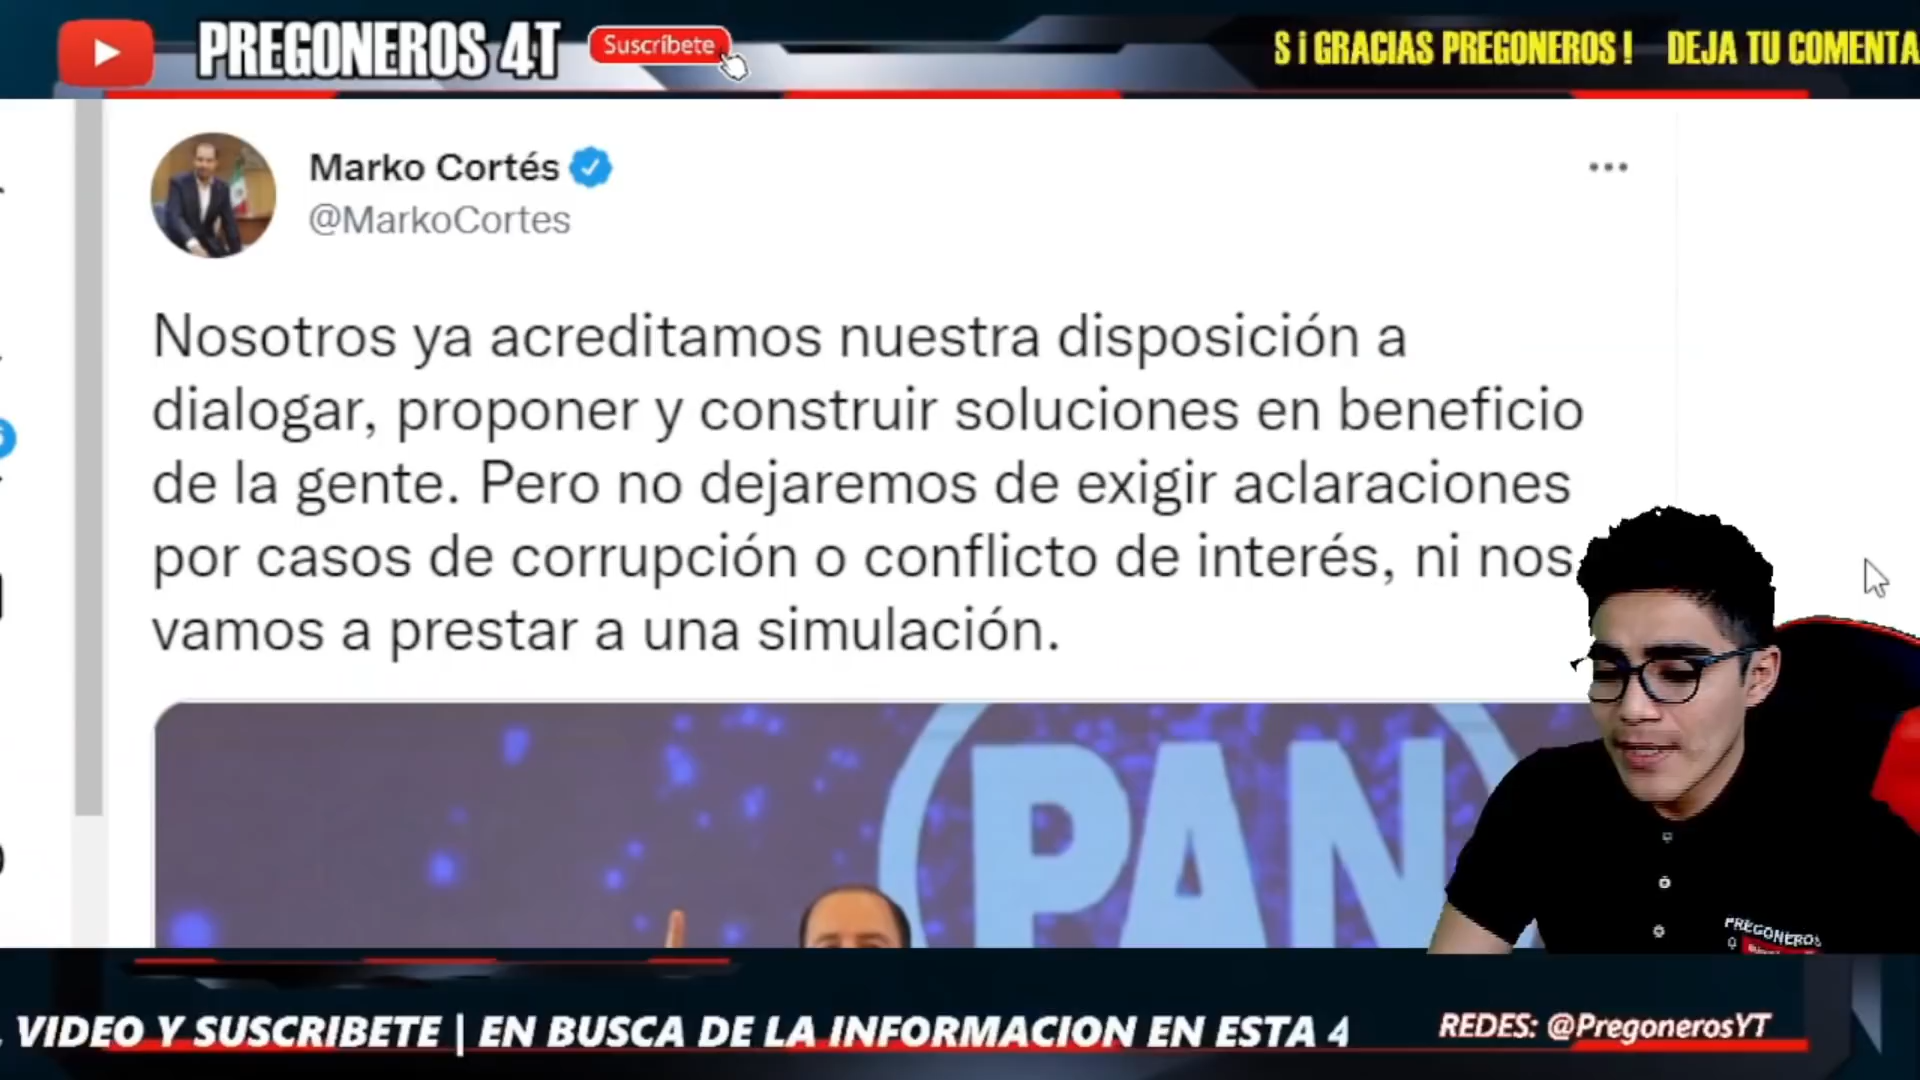 PREGONEROS 4T
Suscríbete
S ¡ GRACIAS PREGONEROS ! DEJA TU COMENTA
Marko Cortés
@MarkoCortes
Nosotros ya acreditamos nuestra disposición a
dialogar, proponer y construir soluciones en beneficio
de la gente. Pero no dejaremos de exigir aclaraciones
por casos de corrupción o conflicto de interés, ni nos
vamos a prestar a una simulación.
PAN
PREGONEROS
VIDEO Y SUSCRIBETE | EN BUSCA DE LA INFORMACION EN ESTA 4
REDES: @PregonerosYT